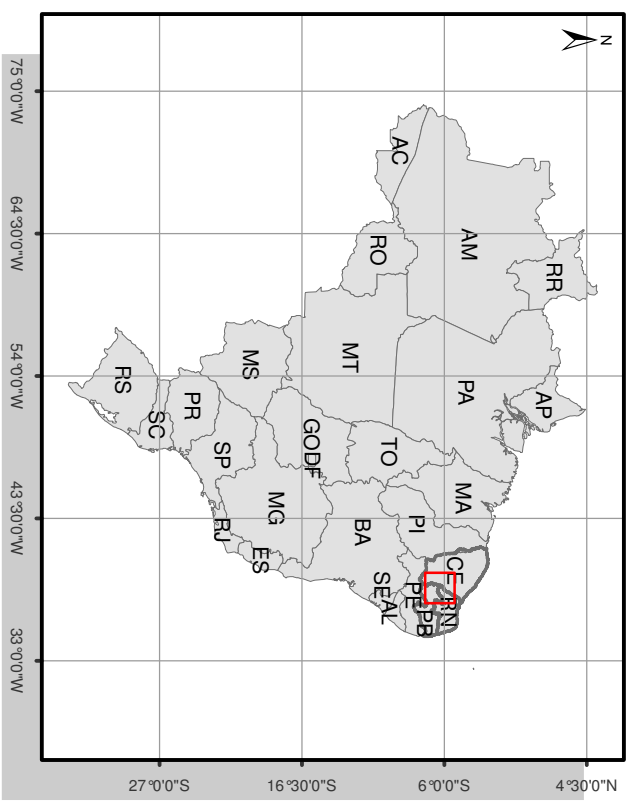 N
75°0'0"W
64°30'0"W
54°0'0"W
43°30'0"W
33°0'0"W
4°30'0"N
6°0'0"S
16°30'0"S
27°0'0"S
RR
AP
AM
PA
MA
CE
RN
PB
PE
PI
AC
RO
TO
SEAL
BA
MT
GODF
MG
ES
MS
SP
RJ
PR
SC
RS